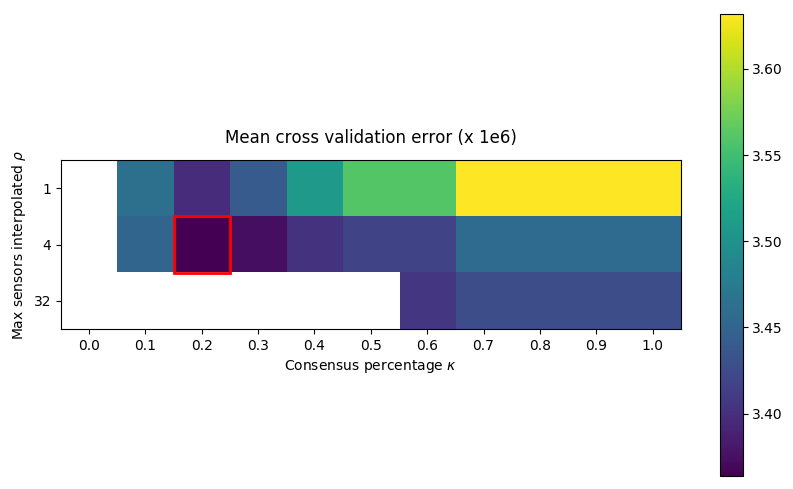 Mean cross validation error (x 1e6)
Max sensors interpolated ρ
1
4
32
0.0 0.1 0.2 0.3 0.4 0.5 0.6 0.7 0.8 0.9 1.0
Consensus percentage κ
3.60
3.55
3.50
3.45
3.40